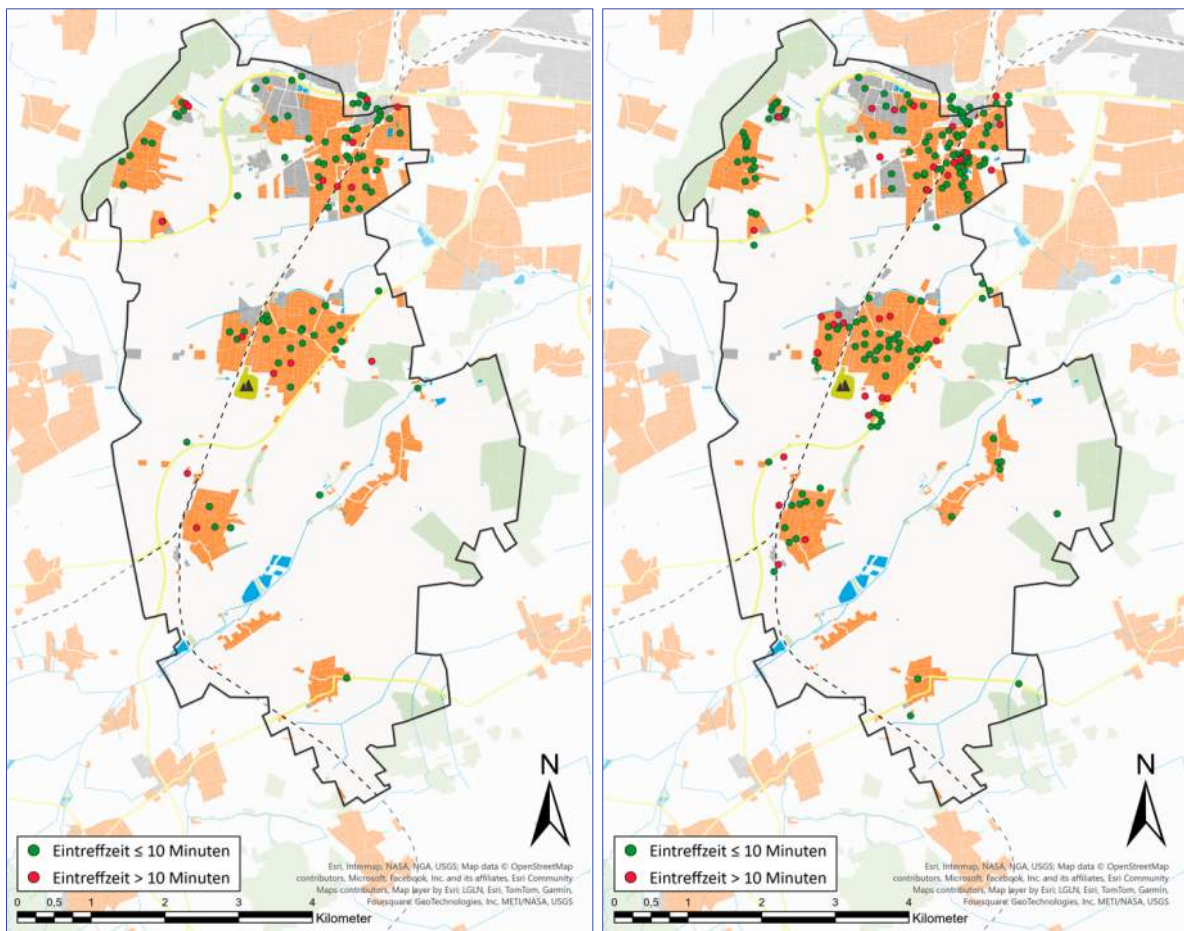 N
Eintreffzeit ≤ 10 Minuten
Eintreffzeit > 10 Minuten
Esri, Intermap, NASA, NGA, USGS; Map data © OpenStreetMap
contributors, Microsoft, Facebook, Inc. and its affiliates, Esri Community
Maps contributors, Map layer by Esri; LGLN, Esri, TomTom, Garmin,
Foursquare: GeoTechnologies, Inc, METI/NASA, USGS
0 0,5 1 2 3 4
Kilometer
N
Eintreffzeit ≤ 10 Minuten
Eintreffzeit > 10 Minuten
Esri, Intermap, NASA, NGA, USGS; Map data © OpenStreetMap
contributors, Microsoft, Facebook, Inc. and its affiliates, Esri Community
Maps contributors, Map layer by Esri; LGLN, Esri, TomTom, Garmin,
Foursquare: GeoTechnologies, Inc, METI/NASA, USGS
0 0,5 1 2 3 4
Kilometer